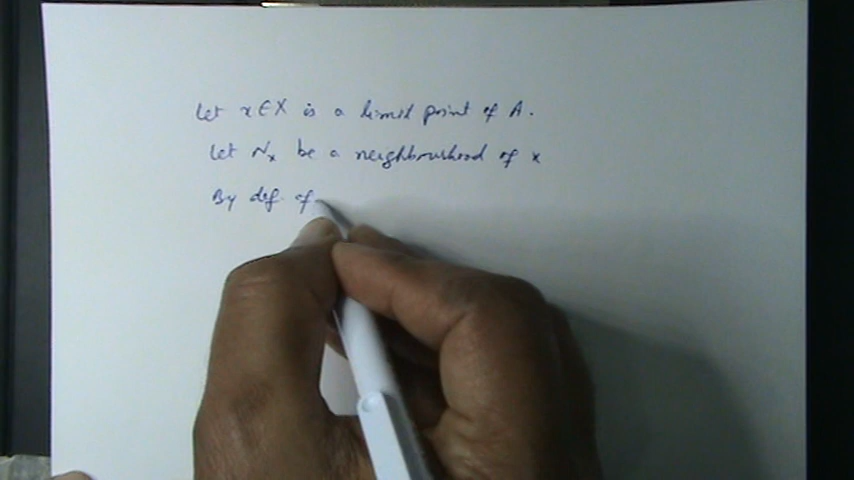 Let x ∈ X is a limit point of A.
Let Nx be a neighbourhood of x
By def. of